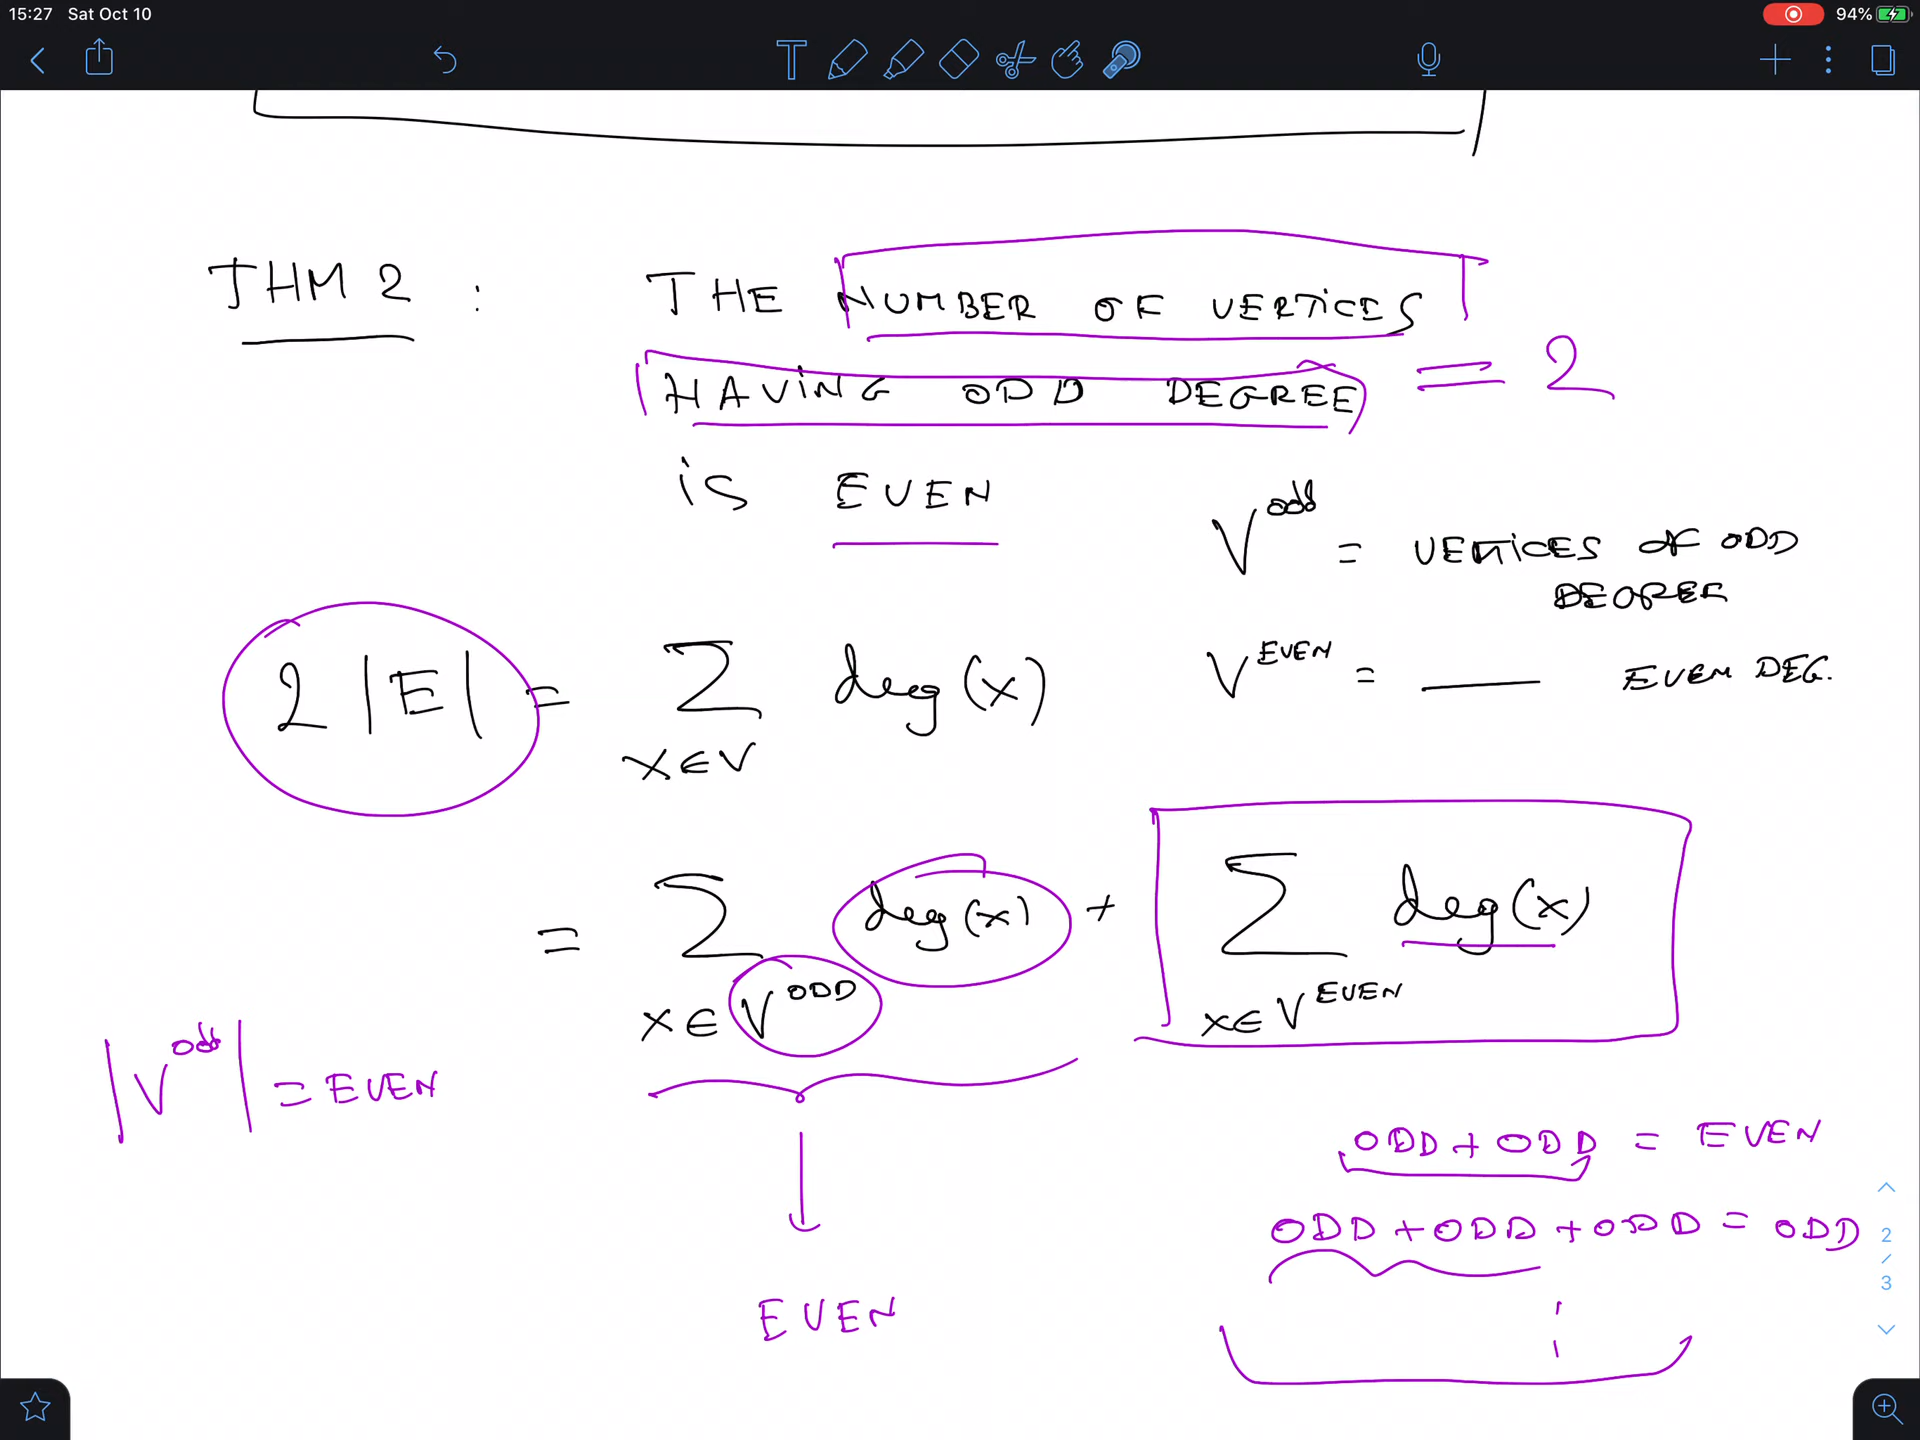 15:27 Sat Oct 10
94%
THM 2 : THE NUMBER OF VERTICES
HAVING ODD DEGREE = 2
is EVEN
V^odd = VERTICES OF ODD
DEGREE
2 |E| = Σ deg(x)
x∈V
V^EVEN = —— EVEN DEG.
= Σ deg(x) + Σ deg(x)
x∈V^ODD x∈V^EVEN
|V^odd| = EVEN
ODD + ODD = EVEN
ODD + ODD + ODD = ODD
EVEN
2
/
3